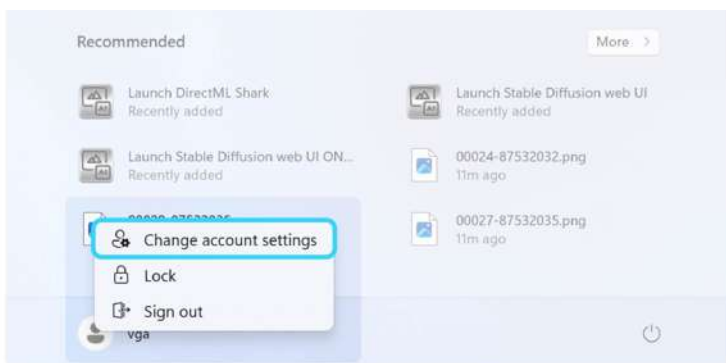 Recommended
More >
Launch DirectML Shark
Recently added
Launch Stable Diffusion web UI
Recently added
Launch Stable Diffusion web UI ON...
Recently added
00024-87532032.png
11m ago
00027-87532035.png
11m ago
Change account settings
Lock
Sign out
vga